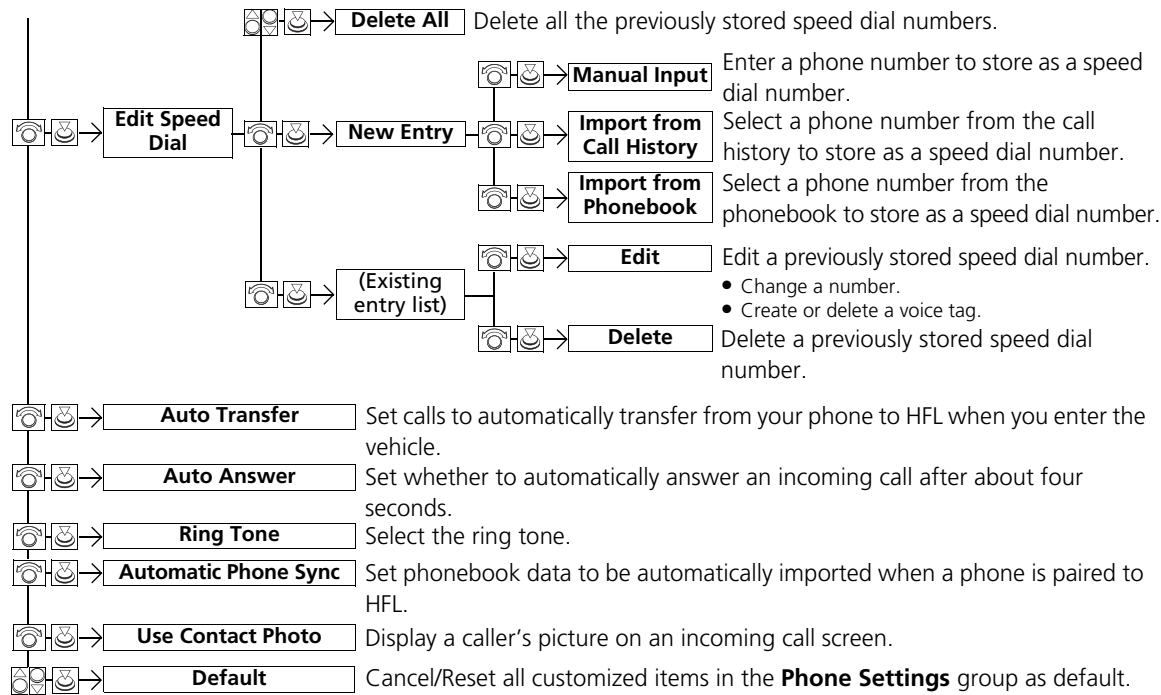 Delete All
Delete all the previously stored speed dial numbers.
Edit Speed
Dial
New Entry
Manual Input
Enter a phone number to store as a speed
dial number.
Import from
Call History
Select a phone number from the call
history to store as a speed dial number.
Import from
Phonebook
Select a phone number from the
phonebook to store as a speed dial number.
(Existing
entry list)
Edit
Edit a previously stored speed dial number.
● Change a number.
● Create or delete a voice tag.
Delete
Delete a previously stored speed dial
number.
Auto Transfer
Set calls to automatically transfer from your phone to HFL when you enter the
vehicle.
Auto Answer
Set whether to automatically answer an incoming call after about four
seconds.
Ring Tone
Select the ring tone.
Automatic Phone Sync
Set phonebook data to be automatically imported when a phone is paired to
HFL.
Use Contact Photo
Display a caller’s picture on an incoming call screen.
Default
Cancel/Reset all customized items in the Phone Settings group as default.